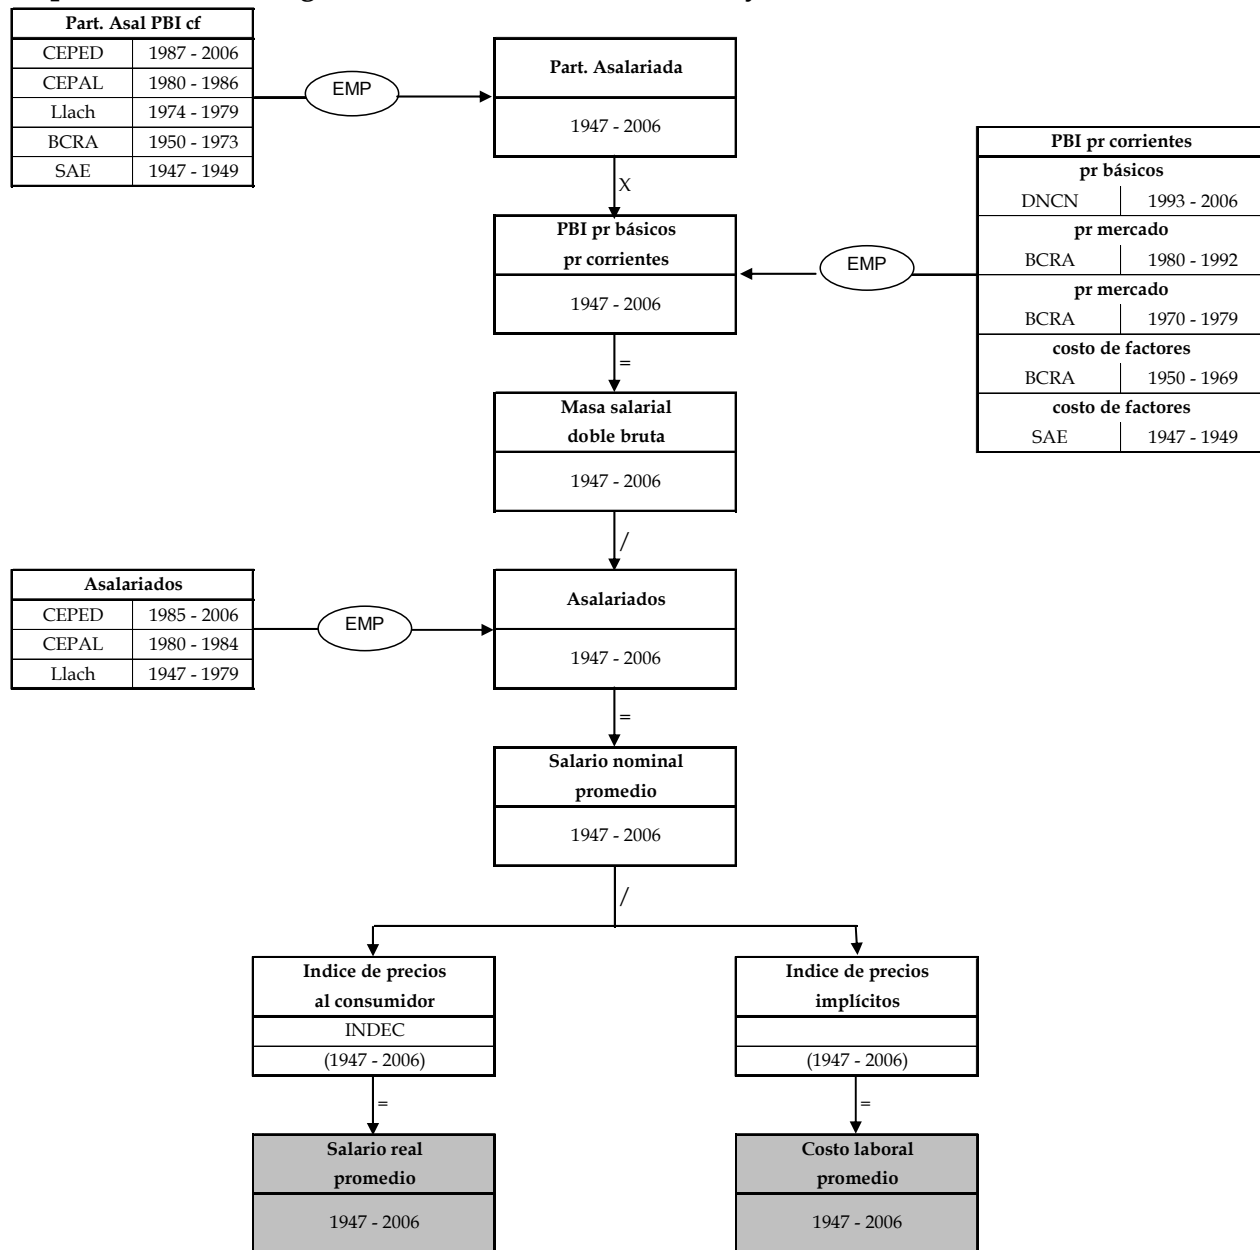 Part. Asal PBI cf
CEPED 1987 - 2006
CEPAL 1980 - 1986
Llach 1974 - 1979
BCRA 1950 - 1973
SAE 1947 - 1949
EMP
Part. Asalariada
1947 - 2006
X
PBI pr corrientes
pr básicos
DNCN 1993 - 2006
pr mercado
BCRA 1980 - 1992
pr mercado
BCRA 1970 - 1979
costo de factores
BCRA 1950 - 1969
costo de factores
SAE 1947 - 1949
EMP
PBI pr básicos
pr corrientes
1947 - 2006
=
Masa salarial
doble bruta
1947 - 2006
/
Asalariados
CEPED 1985 - 2006
CEPAL 1980 - 1984
Llach 1947 - 1979
EMP
Asalariados
1947 - 2006
=
Salario nominal
promedio
1947 - 2006
/
Indice de precios
al consumidor
INDEC
(1947 - 2006)
=
Salario real
promedio
1947 - 2006
Indice de precios
implícitos
(1947 - 2006)
=
Costo laboral
promedio
1947 - 2006